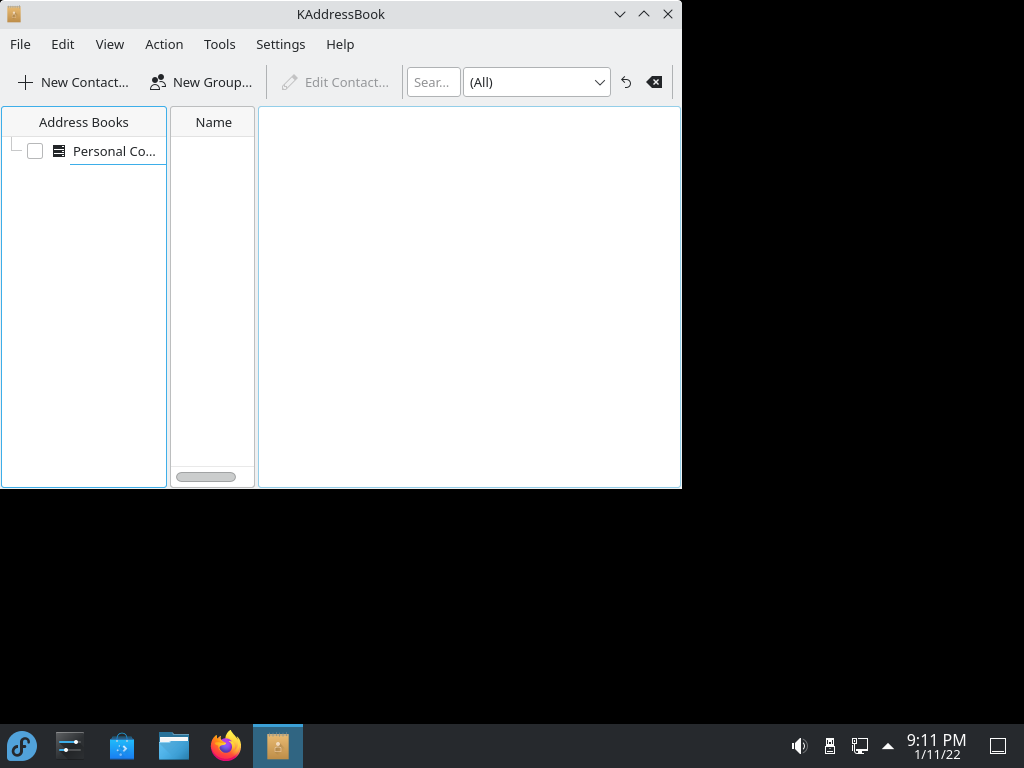 KAddressBook
File Edit View Action Tools Settings Help
New Contact... New Group... Edit Contact... Sear... (All)
Address Books Name
Personal Co...
9:11 PM
1/11/22